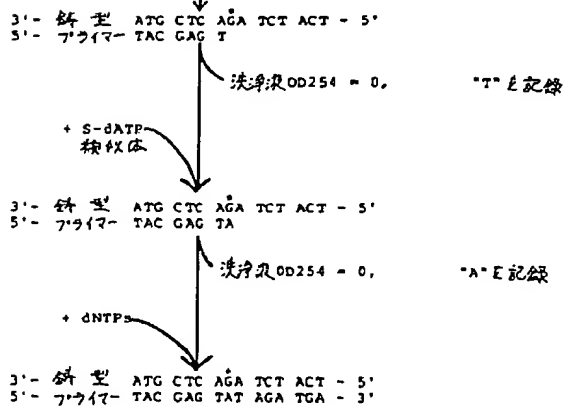 3'- 鋳 型 ATG CTC AGA TCT ACT - 5'
5'- プライマー TAC GAG T
洗浄液OD254 = 0, "T"を記録
+ S-dATP
類似体
3'- 鋳 型 ATG CTC AGA TCT ACT - 5'
5'- プライマー TAC GAG TA
洗浄液OD254 = 0, "A"を記録
+ dNTPs
3'- 鋳 型 ATG CTC AGA TCT ACT - 5'
5'- プライマー TAC GAG TAT AGA TGA - 3'